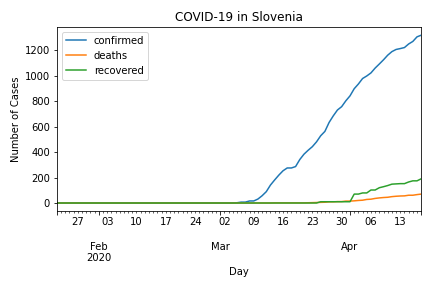 COVID-19 in Slovenia
confirmed
deaths
recovered
Number of Cases
1200
1000
800
600
400
200
0
27 03 10 17 24 02 09 16 23 30 06 13
Feb Mar Apr
2020
Day